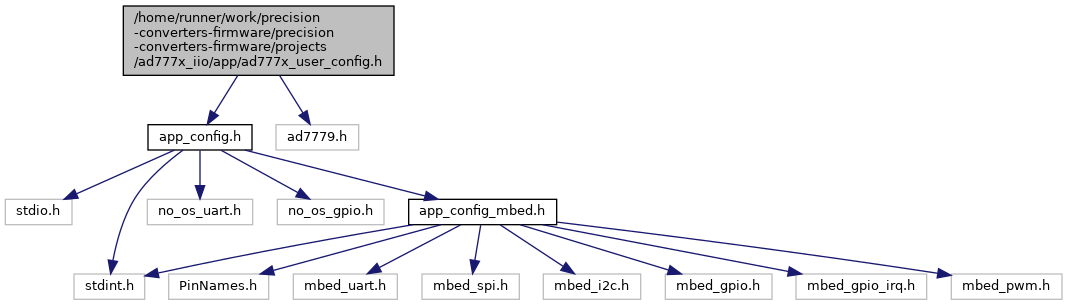 /home/runner/work/precision
-converters-firmware/precision
-converters-firmware/projects
/ad777x_iio/app/ad777x_user_config.h
app_config.h
ad7779.h
stdio.h
no_os_uart.h
no_os_gpio.h
app_config_mbed.h
stdint.h
PinNames.h
mbed_uart.h
mbed_spi.h
mbed_i2c.h
mbed_gpio.h
mbed_gpio_irq.h
mbed_pwm.h